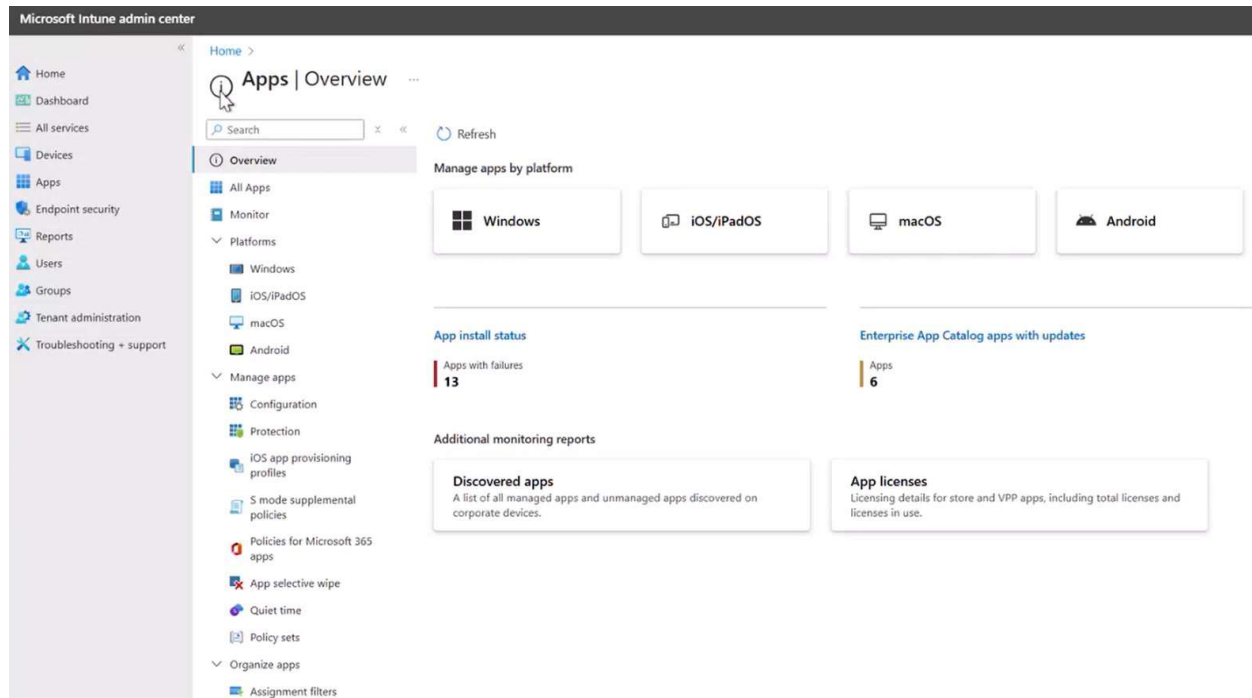 Microsoft Intune admin center
«
Home
Dashboard
All services
Devices
Apps
Endpoint security
Reports
Users
Groups
Tenant administration
Troubleshooting + support
Home >
Apps | Overview ...
Search
«
Overview
All Apps
Monitor
Platforms
Windows
iOS/iPadOS
macOS
Android
Manage apps
Configuration
Protection
iOS app provisioning
profiles
S mode supplemental
policies
Policies for Microsoft 365
apps
App selective wipe
Quiet time
Policy sets
Organize apps
Assignment filters
Refresh
Manage apps by platform
Windows
iOS/iPadOS
macOS
Android
App install status
Apps with failures
13
Enterprise App Catalog apps with updates
Apps
6
Additional monitoring reports
Discovered apps
A list of all managed apps and unmanaged apps discovered on
corporate devices.
App licenses
Licensing details for store and VPP apps, including total licenses and
licenses in use.